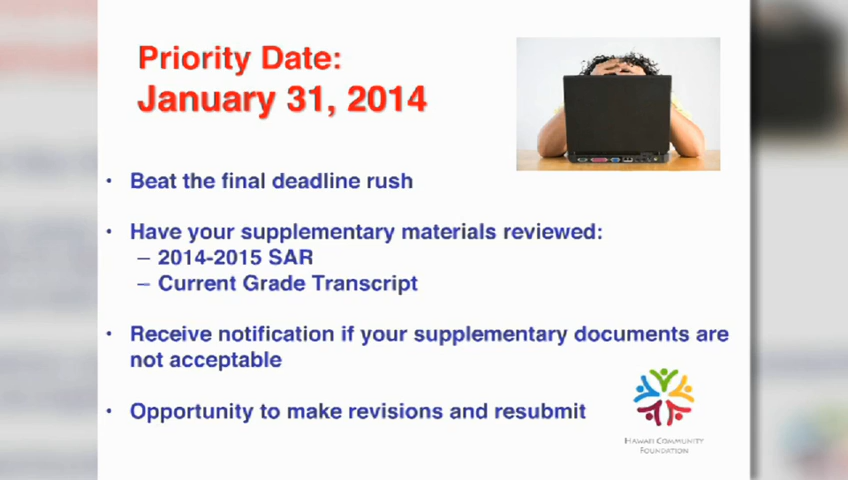 Priority Date:
January 31, 2014
• Beat the final deadline rush
• Have your supplementary materials reviewed:
– 2014-2015 SAR
– Current Grade Transcript
• Receive notification if your supplementary documents are
not acceptable
• Opportunity to make revisions and resubmit
HAWAI'I COMMUNITY
FOUNDATION